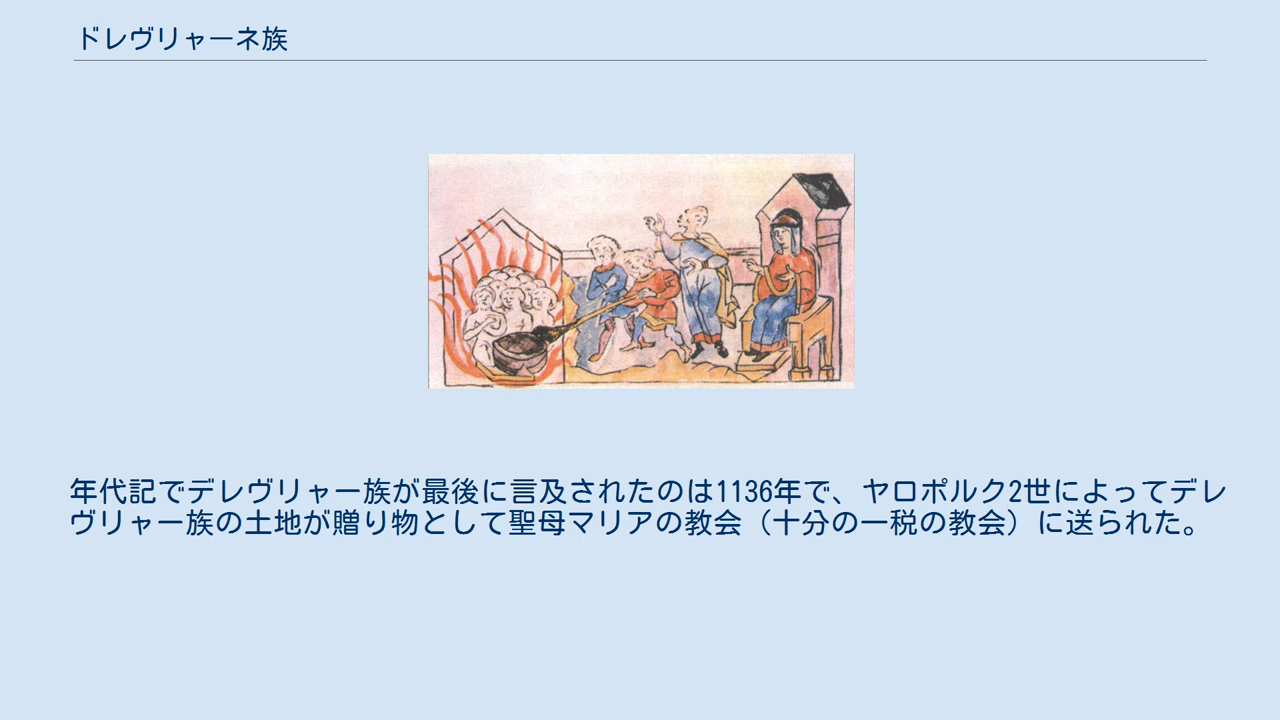 ドレヴリャーネ族
年代記でデレヴリャー族が最後に言及されたのは1136年で、ヤロポルク2世によってデレ
ヴリャー族の土地が贈り物として聖母マリアの教会（十分の一税の教会）に送られた。